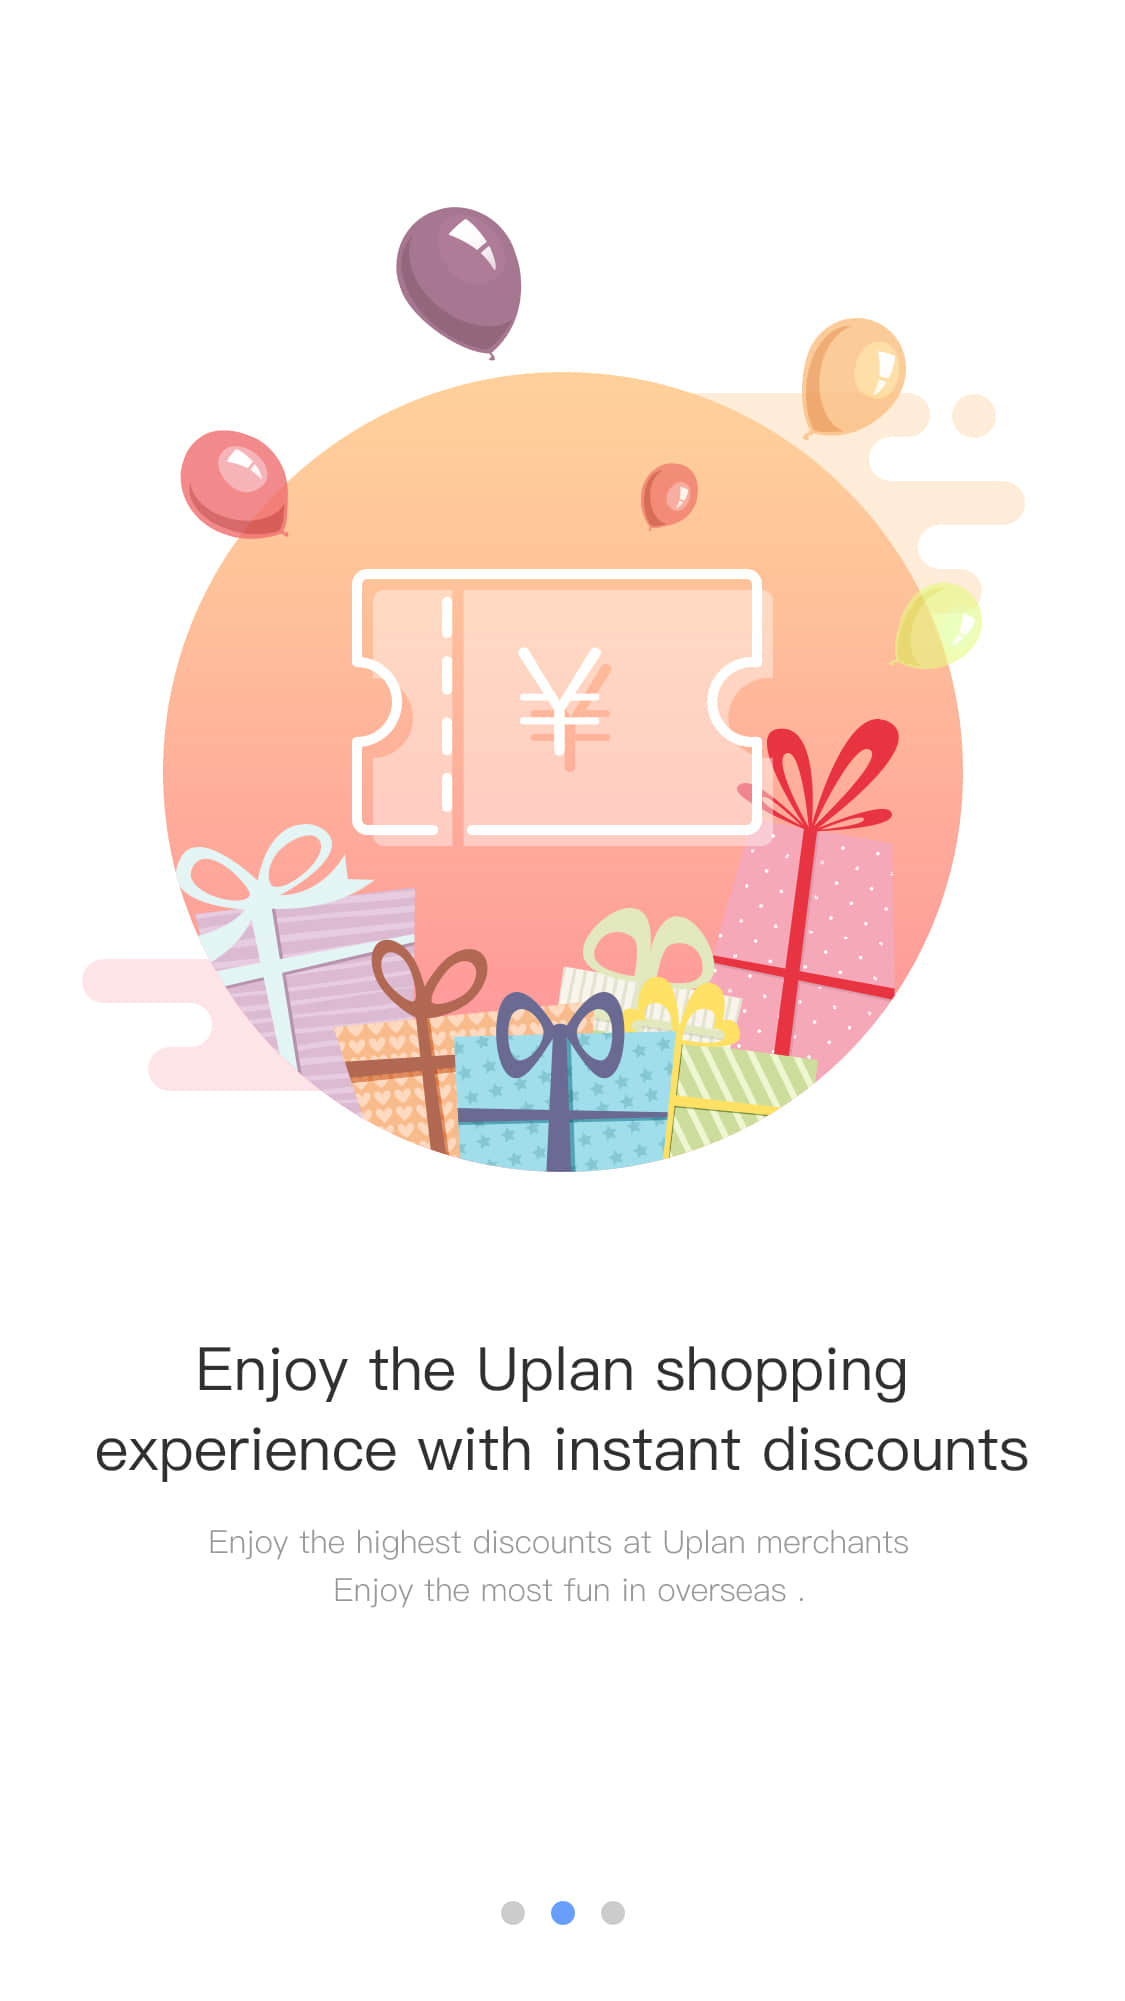 ¥
Enjoy the Uplan shopping
experience with instant discounts
Enjoy the highest discounts at Uplan merchants
Enjoy the most fun in overseas .